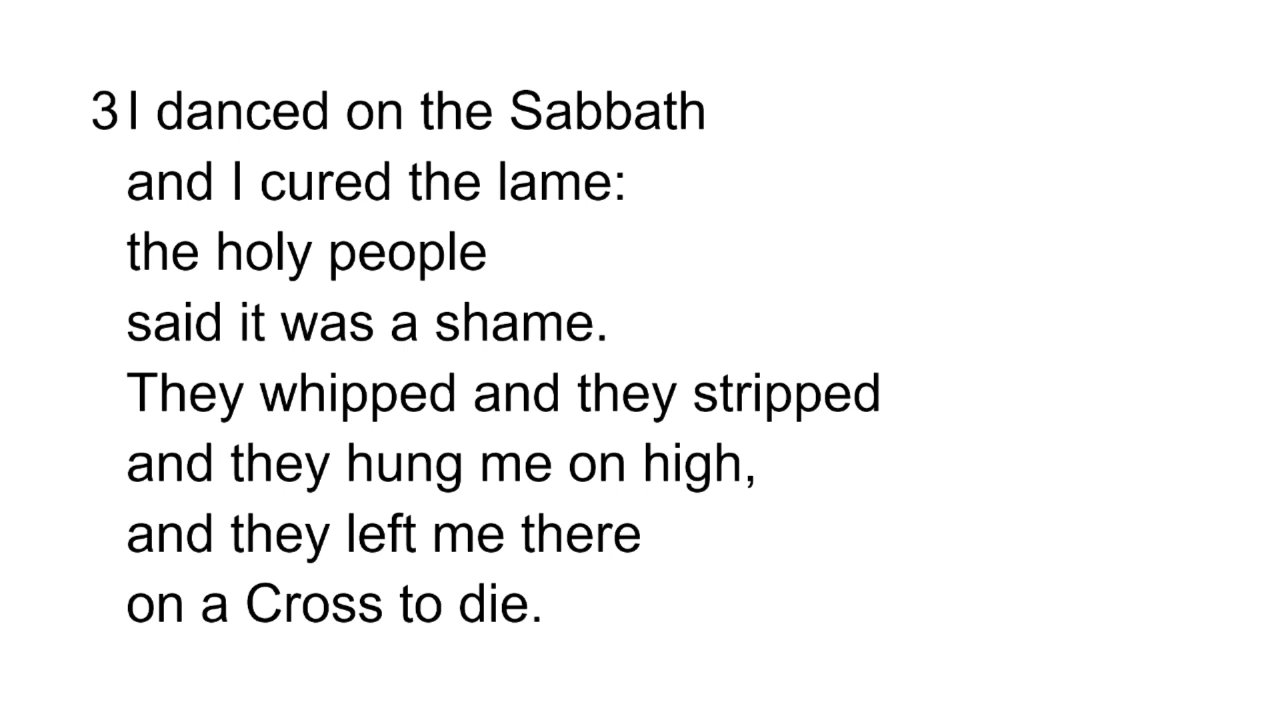 3 I danced on the Sabbath
and I cured the lame:
the holy people
said it was a shame.
They whipped and they stripped
and they hung me on high,
and they left me there
on a Cross to die.